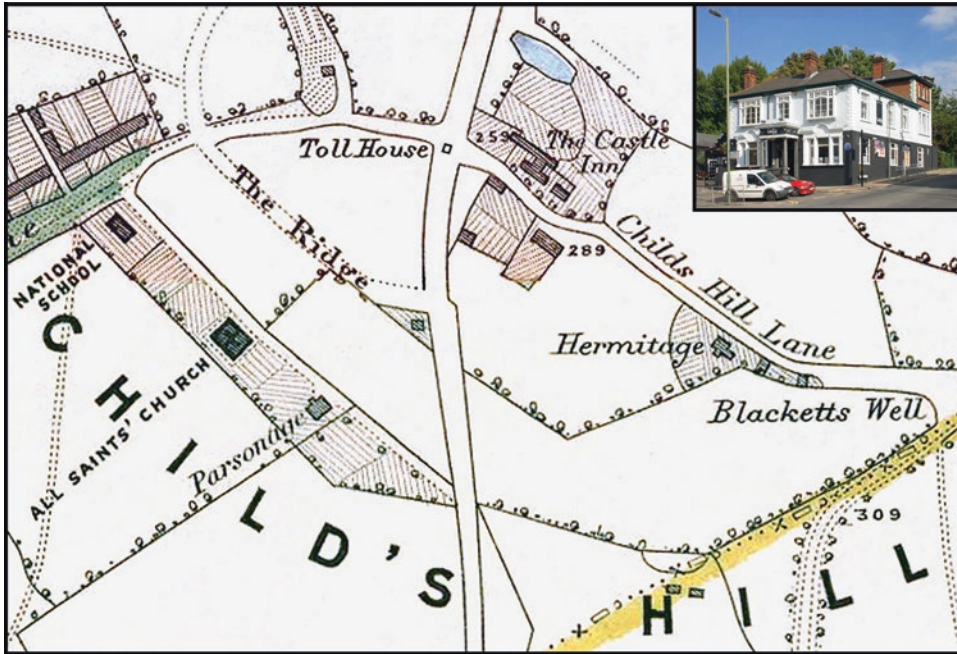 Toll House
259
The Castle
Inn
The Ridge
289
Childs Hill Lane
NATIONAL
SCHOOL
Hermitage
ALL SAINTS' CHURCH
Blacketts Well
Parsonage
309
CHILD'S HILL